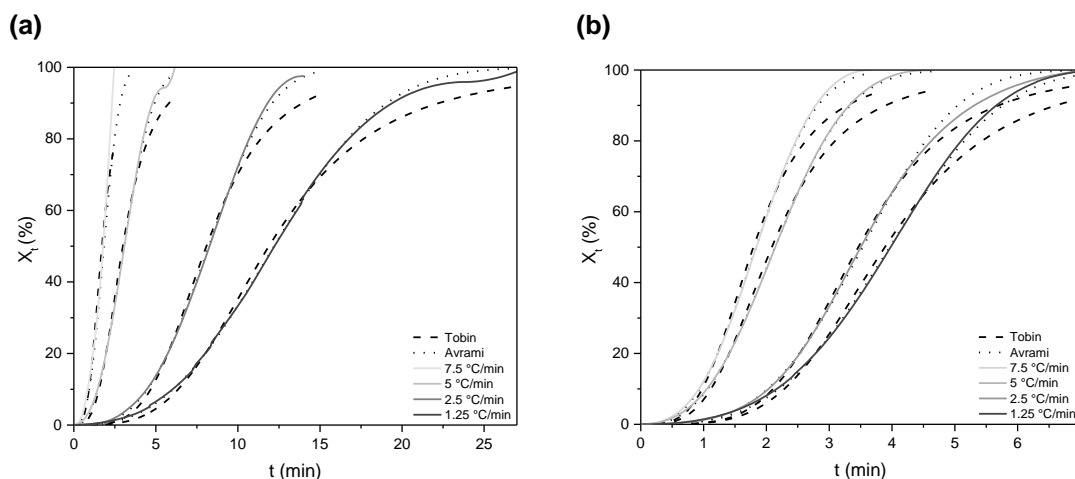 (a)
100
80
60
40
20
0
X_t (%)
0 5 10 15 20 25
t (min)
Tobin
Avrami
7.5 °C/min
5 °C/min
2.5 °C/min
1.25 °C/min
(b)
100
80
60
40
20
0
X_t (%)
0 1 2 3 4 5 6
t (min)
Tobin
Avrami
7.5 °C/min
5 °C/min
2.5 °C/min
1.25 °C/min